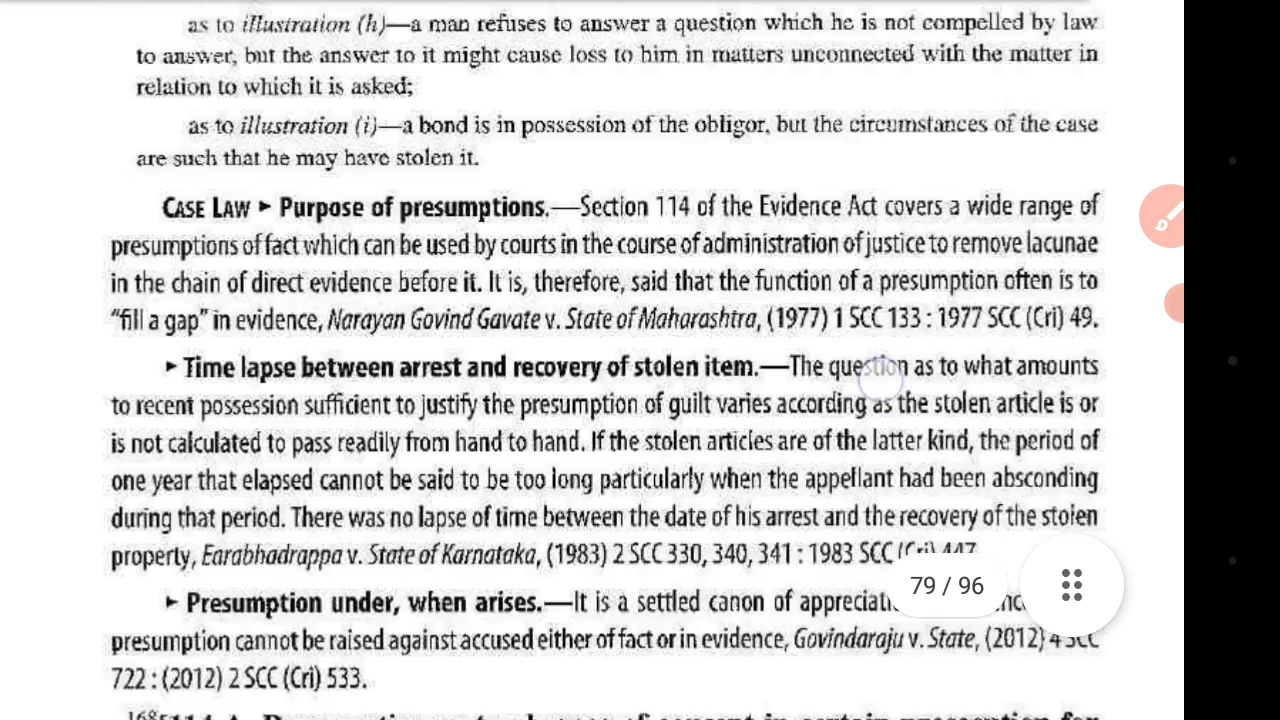 as to illustration (h)—a man refuses to answer a question which he is not compelled by law
to answer, but the answer to it might cause loss to him in matters unconnected with the matter in
relation to which it is asked;
as to illustration (i)—a bond is in possession of the obligor, but the circumstances of the case
are such that he may have stolen it.
CASE LAW ► Purpose of presumptions.—Section 114 of the Evidence Act covers a wide range of
presumptions of fact which can be used by courts in the course of administration of justice to remove lacunae
in the chain of direct evidence before it. It is, therefore, said that the function of a presumption often is to
“fill a gap” in evidence, Narayan Govind Gavate v. State of Maharashtra, (1977) 1 SCC 133 : 1977 SCC (Cri) 49.
► Time lapse between arrest and recovery of stolen item.—The question as to what amounts
to recent possession sufficient to justify the presumption of guilt varies according as the stolen article is or
is not calculated to pass readily from hand to hand. If the stolen articles are of the latter kind, the period of
one year that elapsed cannot be said to be too long particularly when the appellant had been absconding
during that period. There was no lapse of time between the date of his arrest and the recovery of the stolen
property, Earabhadrappa v. State of Karnataka, (1983) 2 SCC 330, 340, 341 : 1983 SCC (Cri) 447
79 / 96
► Presumption under, when arises.—It is a settled canon of
presumption cannot be raised against accused either of fact or in evidence, Govindaraju v. State, (2012) 4 SCC
722 : (2012) 2 SCC (Cri) 533.